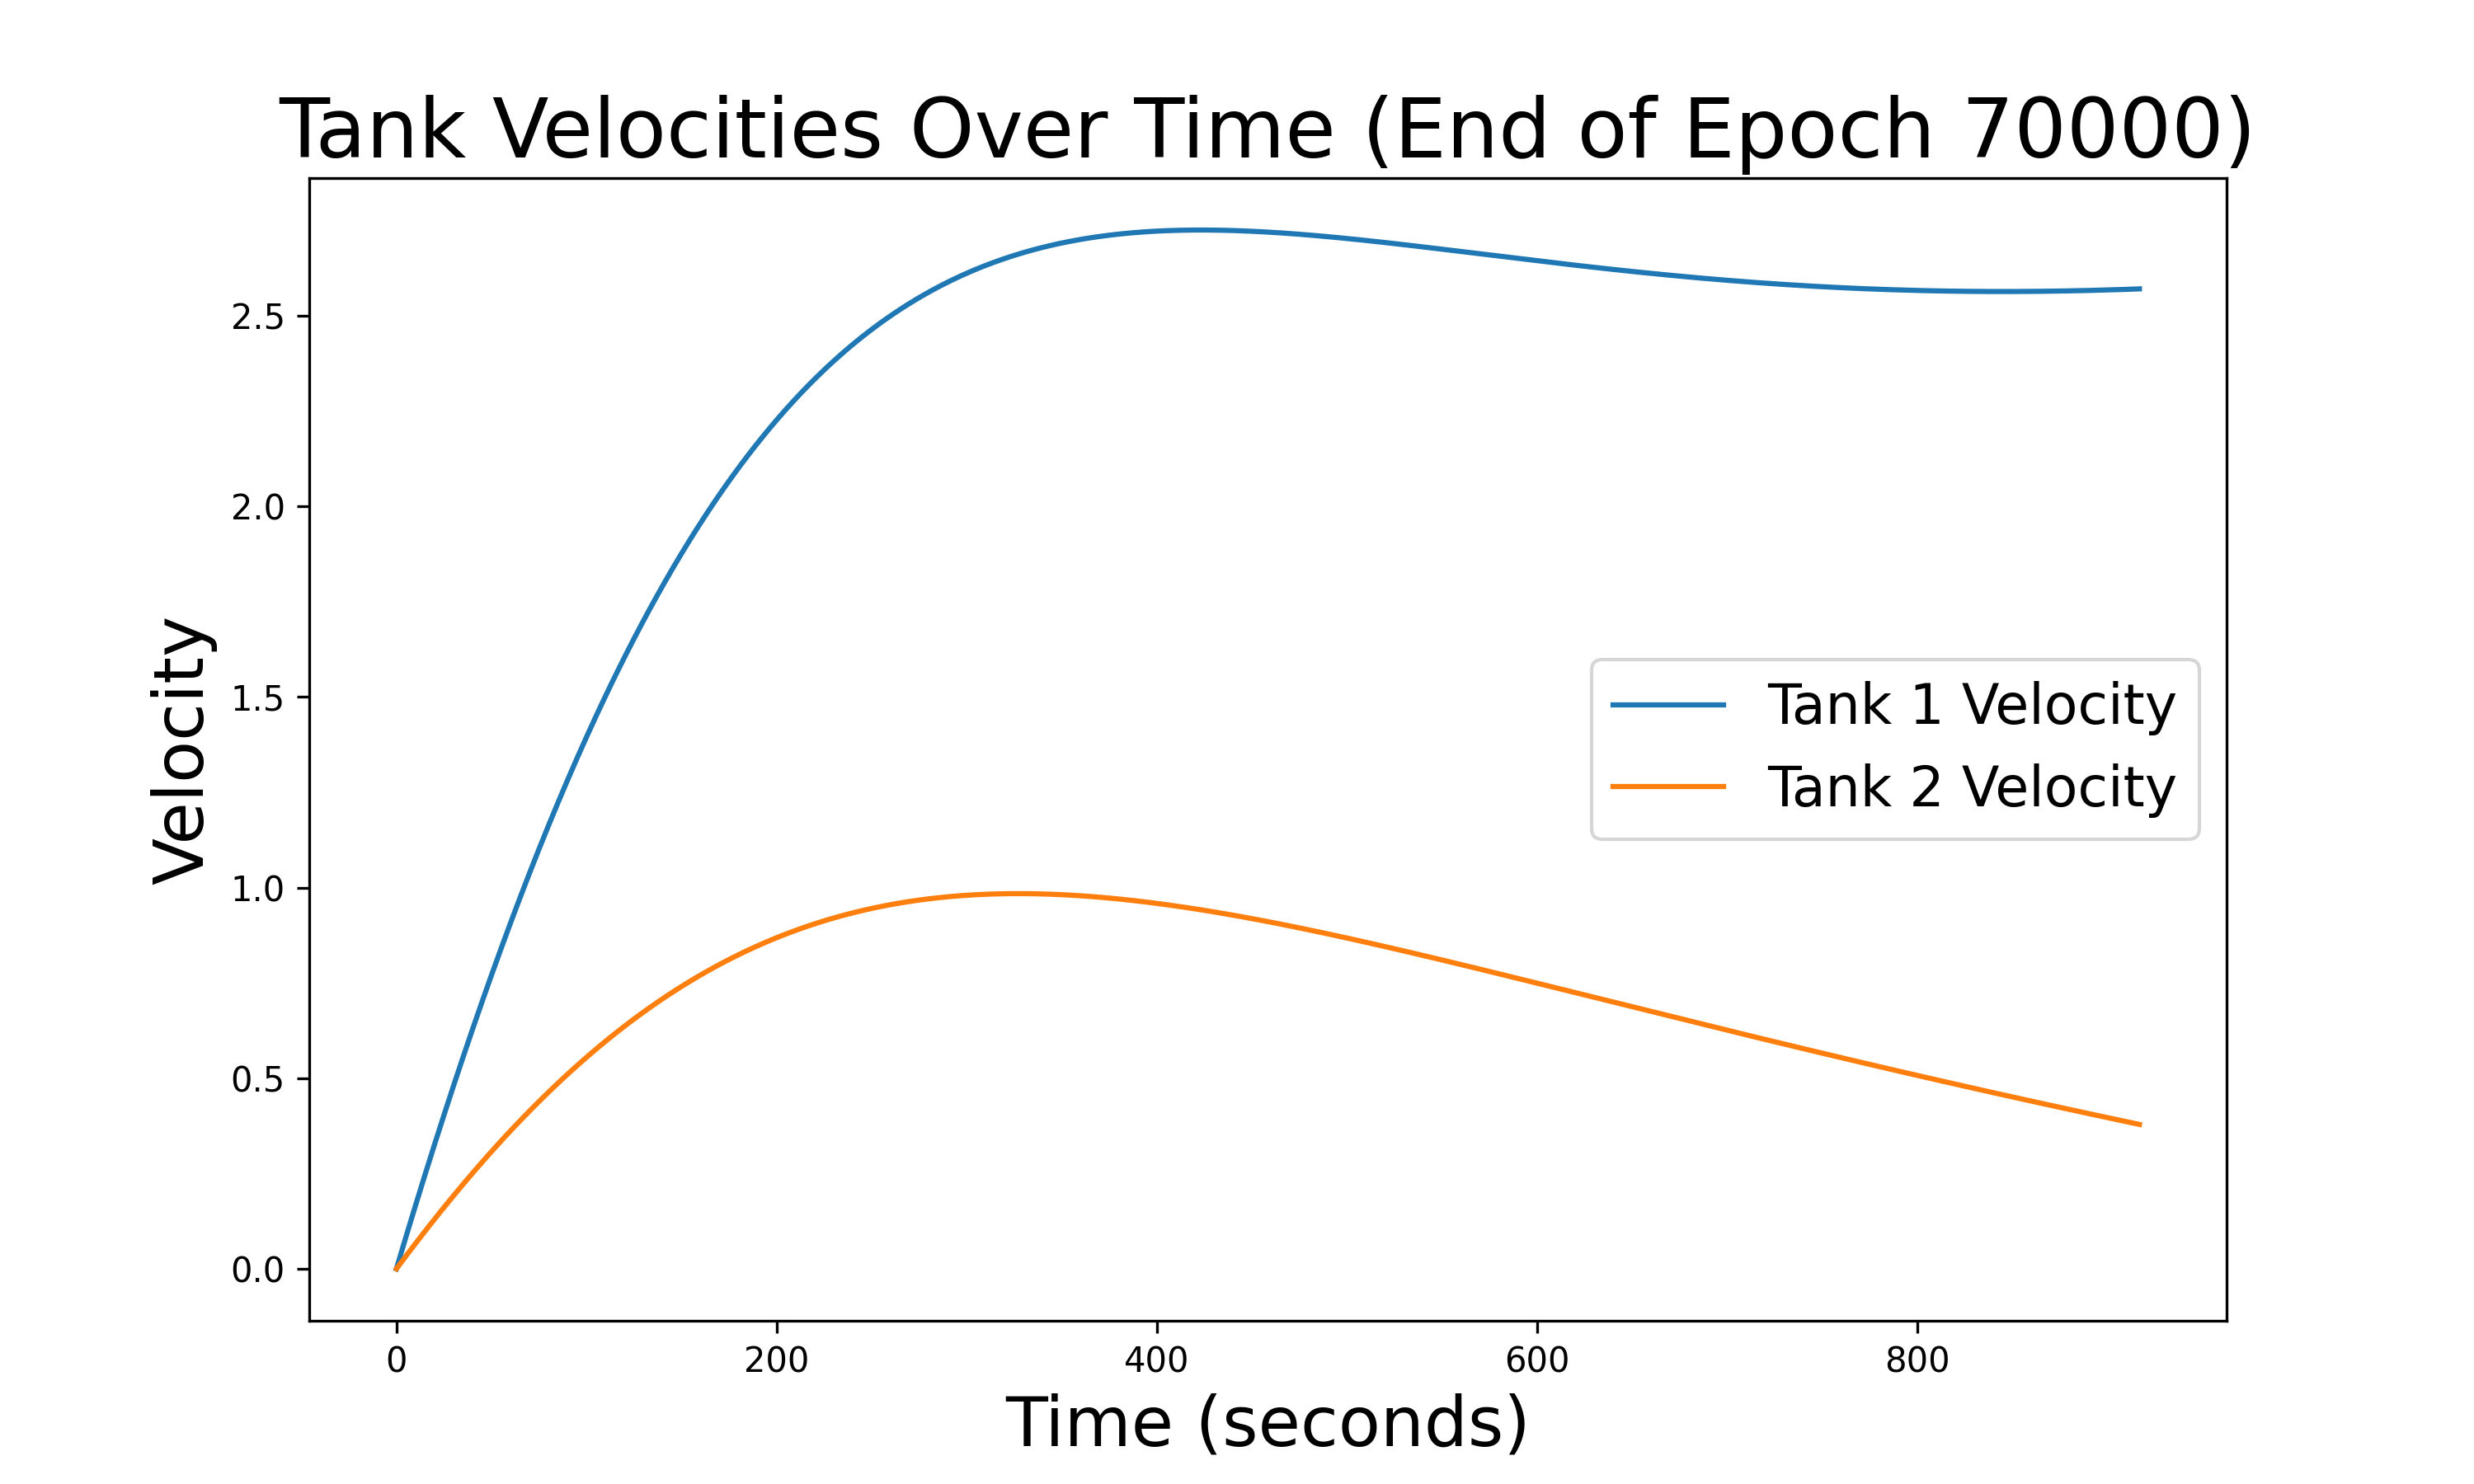 Tank Velocities Over Time (End of Epoch 70000)
Velocity
2.5
2.0
1.5
1.0
0.5
0.0
Tank 1 Velocity
Tank 2 Velocity
0 200 400 600 800
Time (seconds)